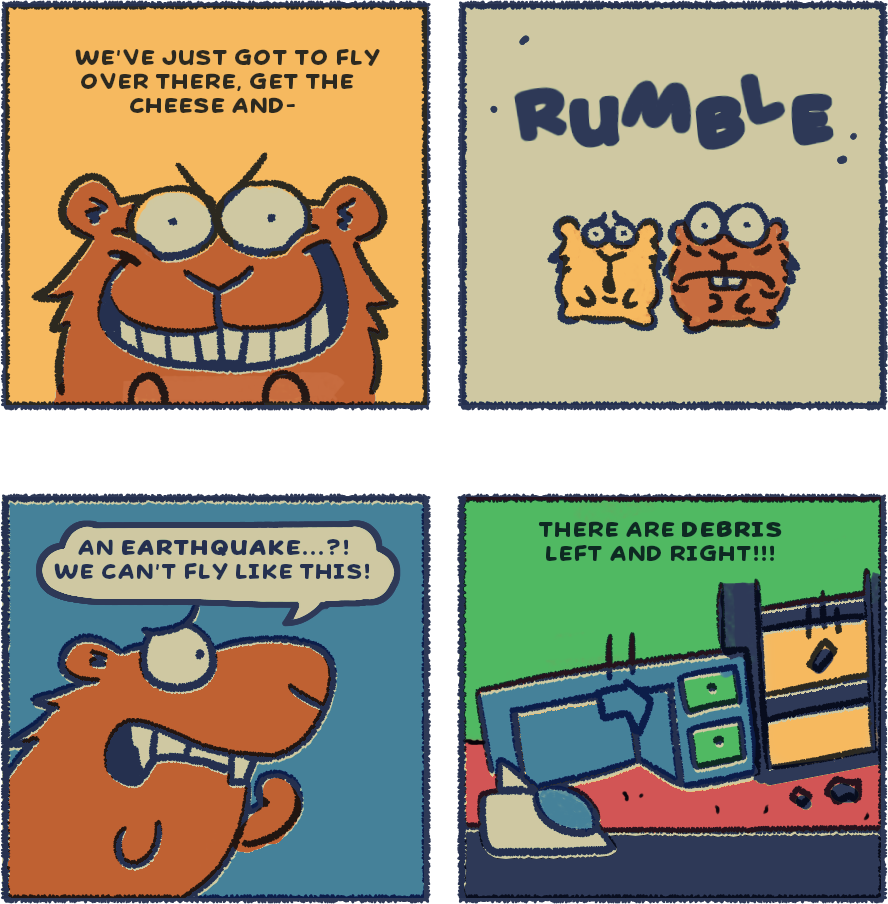 WE'VE JUST GOT TO FLY
OVER THERE, GET THE
CHEESE AND-
RUMBLE
AN EARTHQUAKE...?!
WE CAN'T FLY LIKE THIS!
THERE ARE DEBRIS
LEFT AND RIGHT!!!